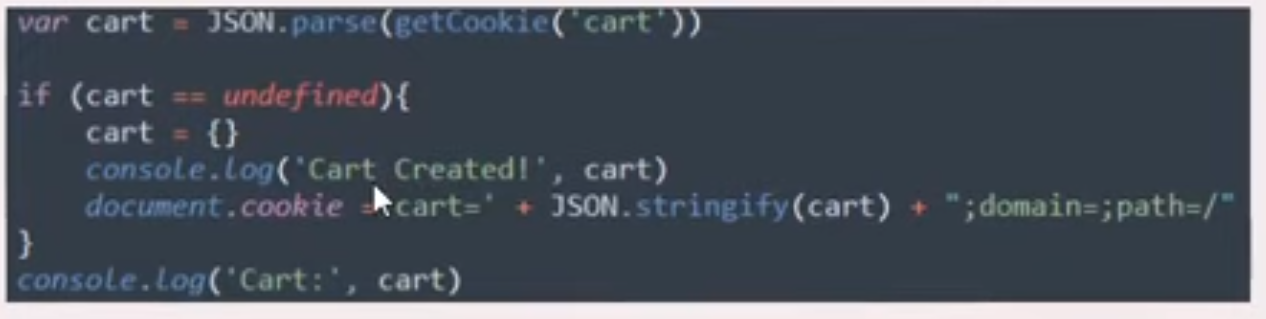 var cart = JSON.parse(getCookie('cart'))
if (cart == undefined){
cart = {}
console.log('Cart Created!', cart)
document.cookie =cart=' + JSON.stringify(cart) + ";domain=;path=/"
}
console.log('Cart:', cart)